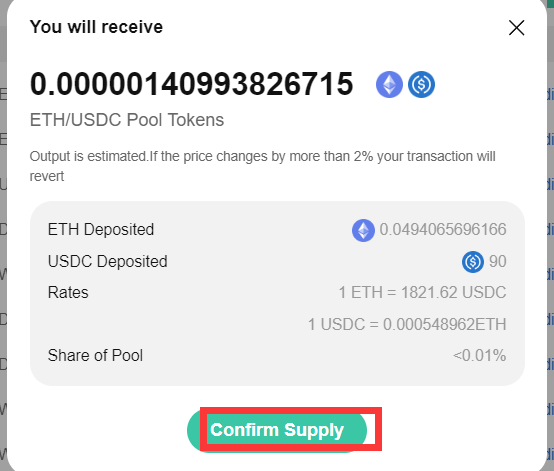 You will receive
0.00000140993826715
ETH/USDC Pool Tokens
Output is estimated.If the price changes by more than 2% your transaction will
revert
ETH Deposited 0.0494065696166
USDC Deposited 90
Rates 1 ETH = 1821.62 USDC
1 USDC = 0.000548962ETH
Share of Pool <0.01%
Confirm Supply